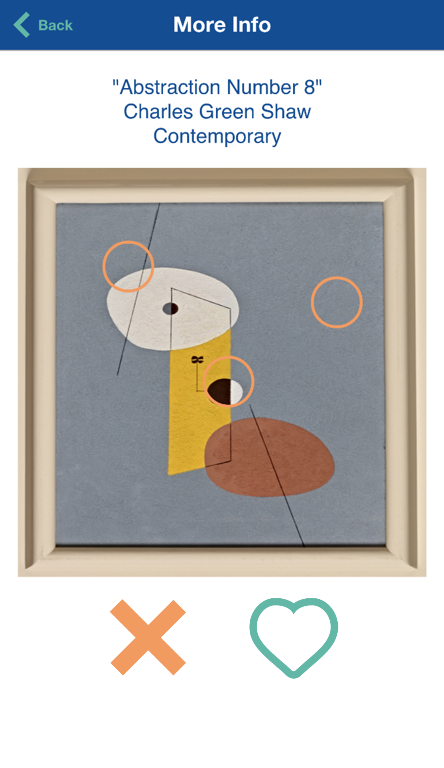 Back
More Info
"Abstraction Number 8"
Charles Green Shaw
Contemporary